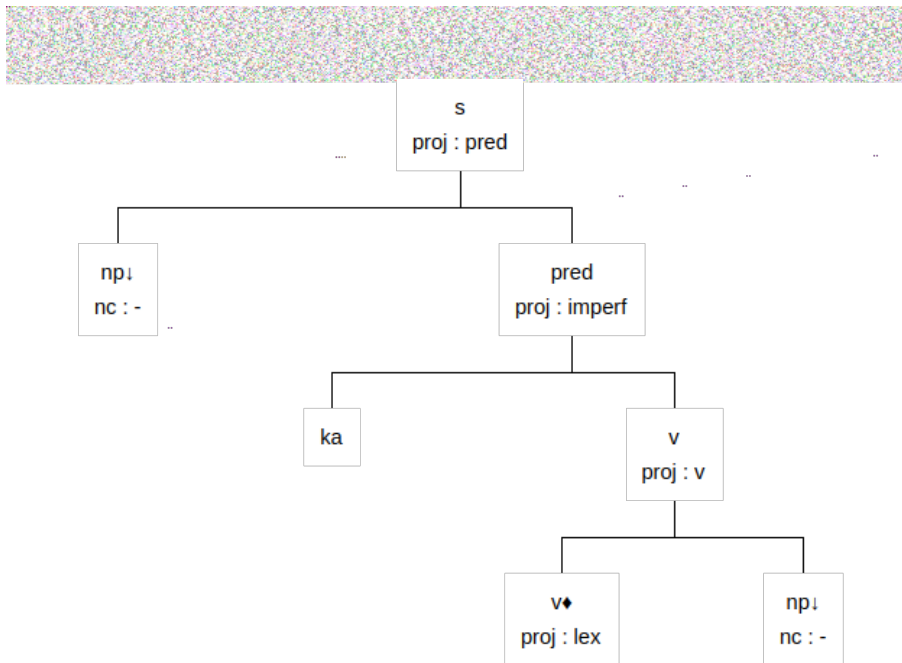 s
proj : pred
np↓
nc : -
pred
proj : imperf
ka
v
proj : v
v♦
proj : lex
np↓
nc : -